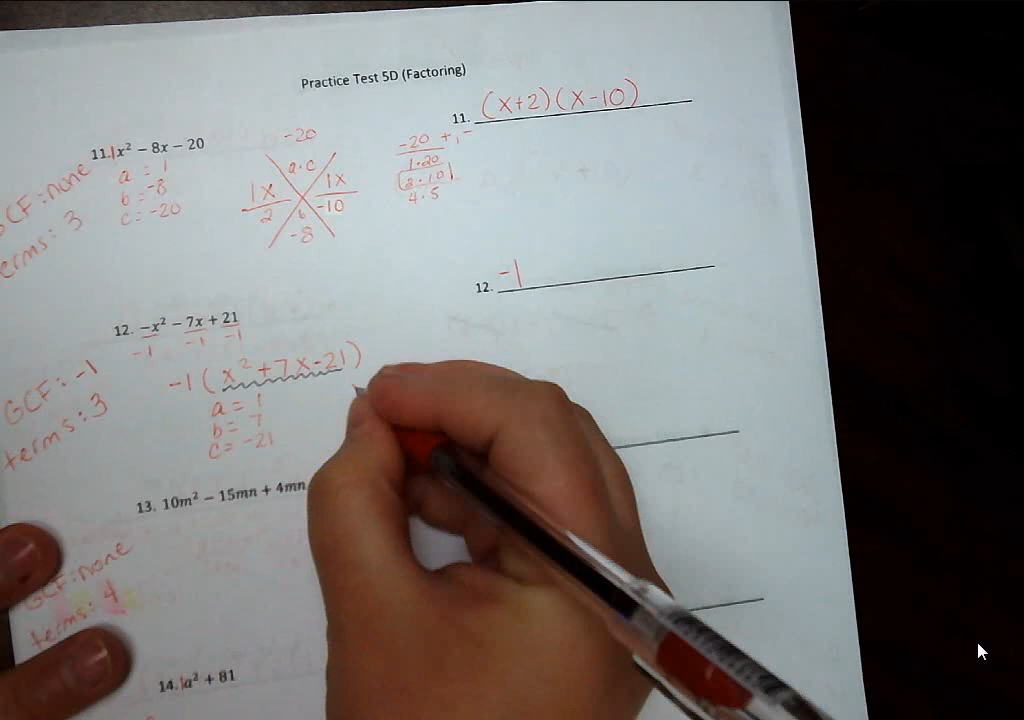 Practice Test 5D (Factoring)
11. 1x² − 8x − 20
GCF: none
terms: 3
a = 1
b = -8
c = -20
-20
a·c
1x 1x
2 b -10
-8
-20 + , -
1·20
2·10
4·5
11. (x+2)(x-10)
12. −x² − 7x + 21
-1 -1 -1
GCF: -1
terms: 3
-1 (x² + 7x - 21)
a = 1
b = 7
c = -21
12. -1
13. 10m² − 15mn + 4mn
GCF: none
terms: 4
14. 1a² + 81